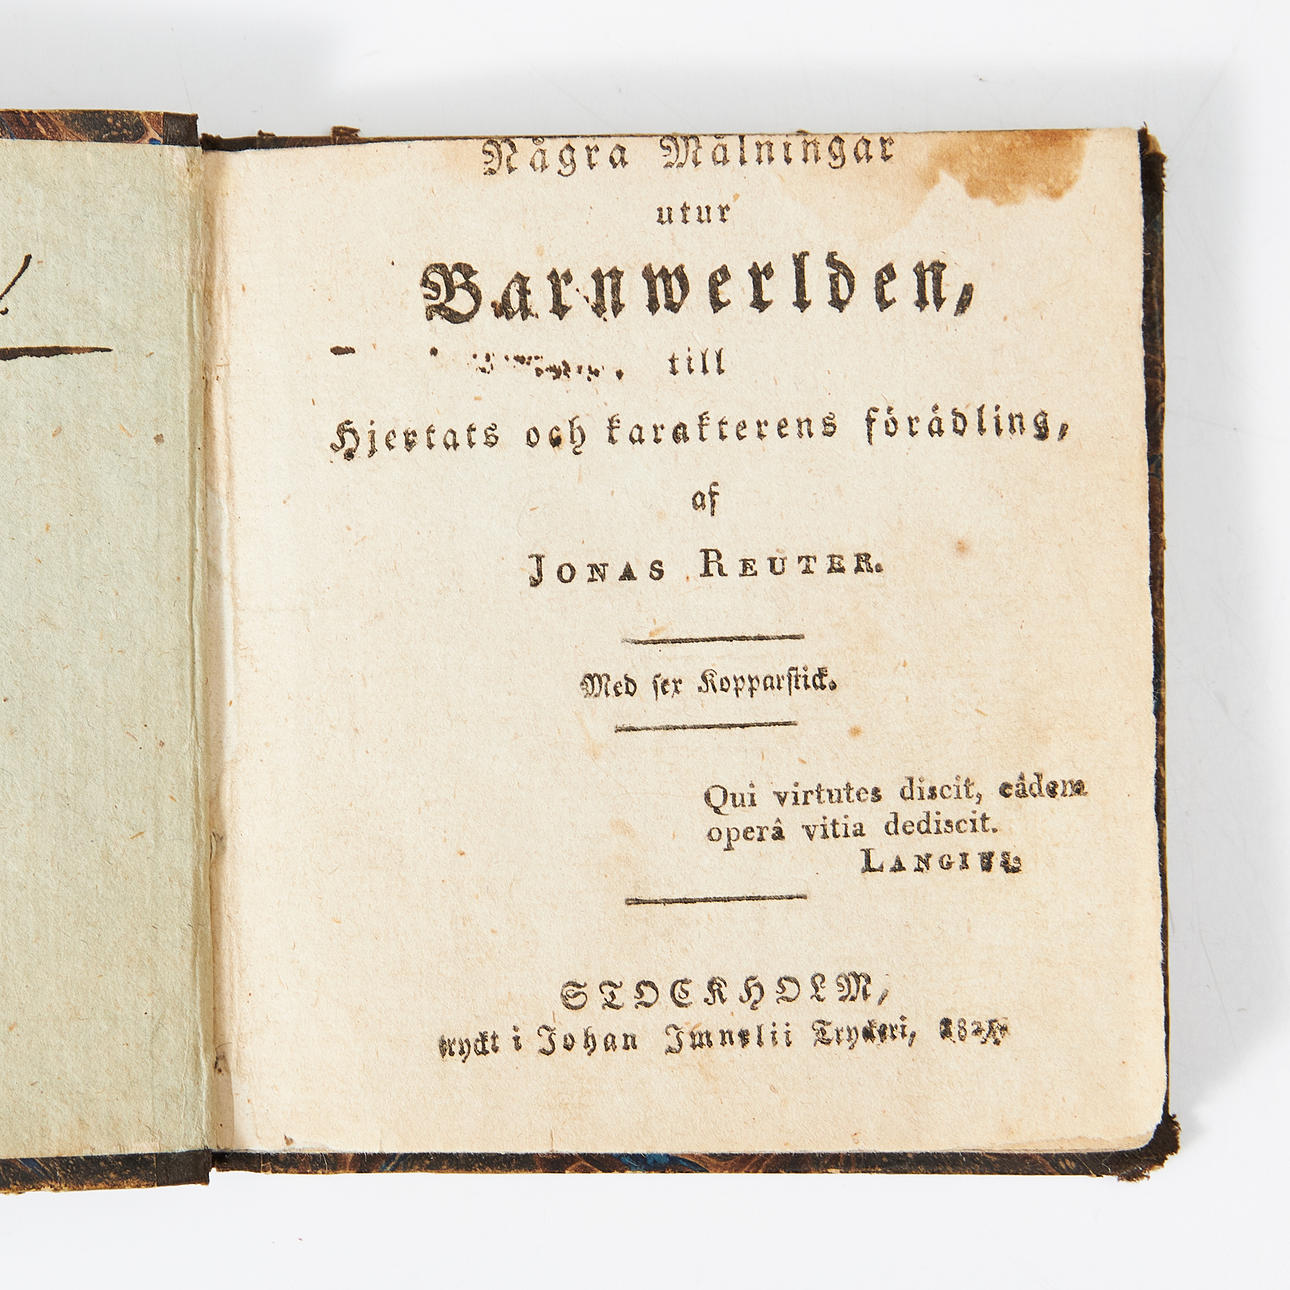 Några Målningar
utur
Barnwerlden,
till
Hjertats och karakterens förädling,
af
JONAS REUTER.
Med sex Kopparstick.
Qui virtutes discit, eâdem
operâ vitia dediscit.
LANGIUS.
STOCKHOLM,
tryckt i Johan Imnelii Tryckeri,